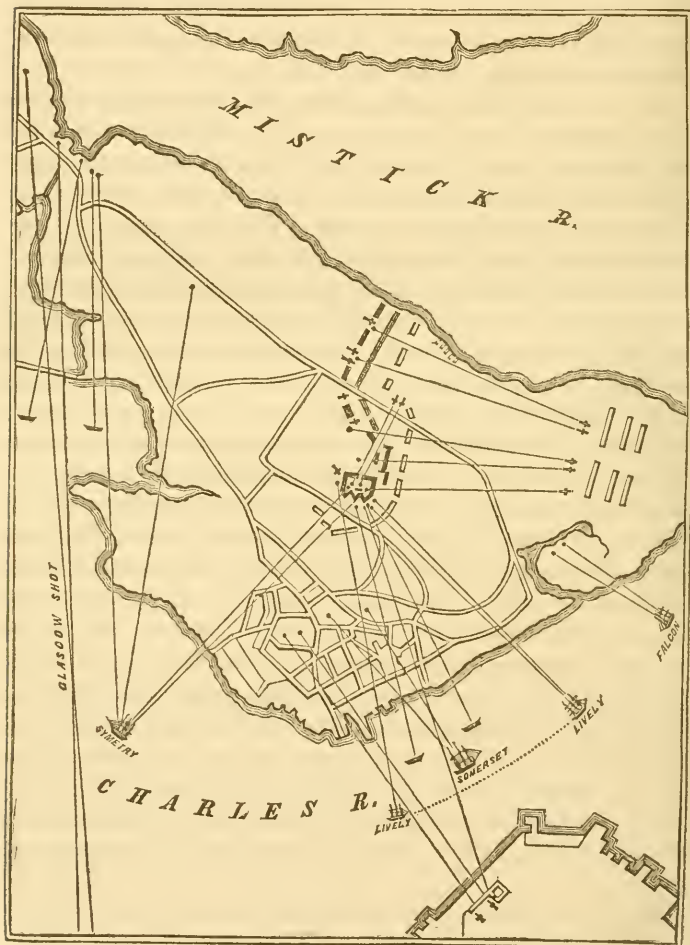 MISTICK R.
GLASGOW SHOT
FALCON
SYMETRY
LIVELY
SOMERSET
CHARLES R.
LIVELY